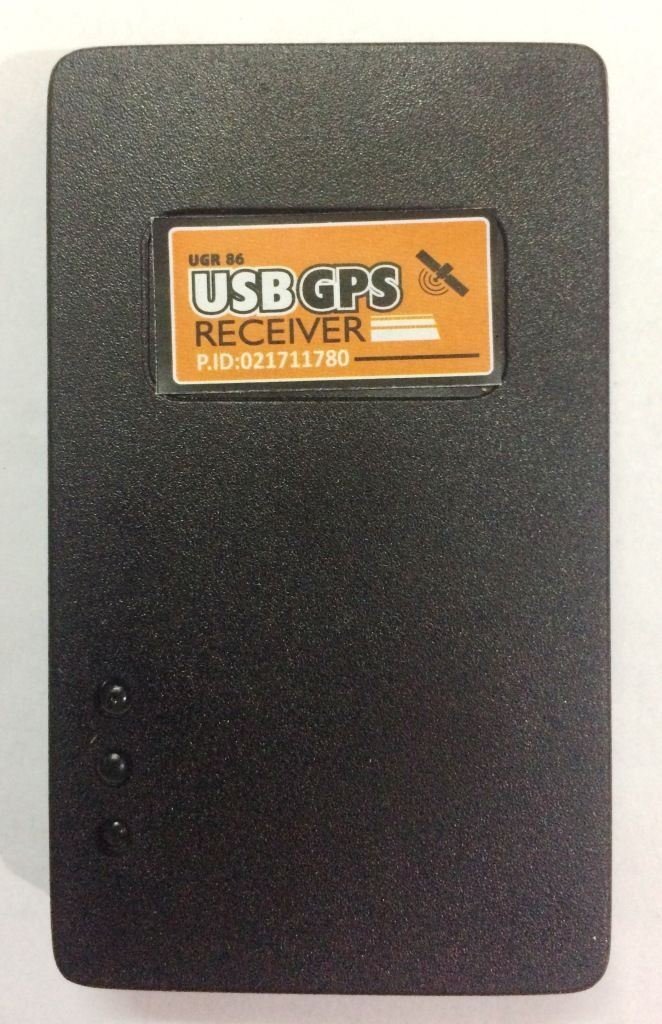 UGR 86
USB GPS
RECEIVER
P.ID:021711780